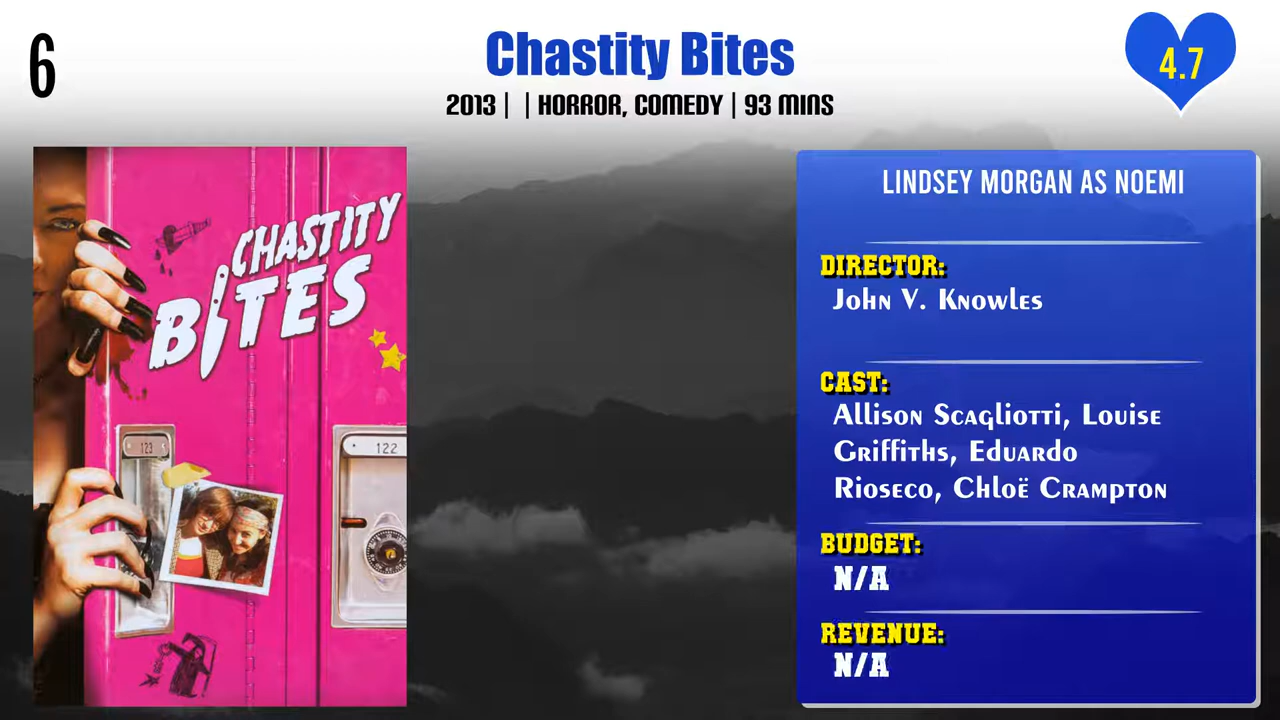 6
Chastity Bites
4.7
2013 | | HORROR, COMEDY | 93 MINS
CHASTITY
BITES
123
122
LINDSEY MORGAN AS NOEMI
DIRECTOR:
John V. Knowles
CAST:
Allison Scagliotti, Louise
Griffiths, Eduardo
Rioseco, Chloë Crampton
BUDGET:
N/A
REVENUE:
N/A